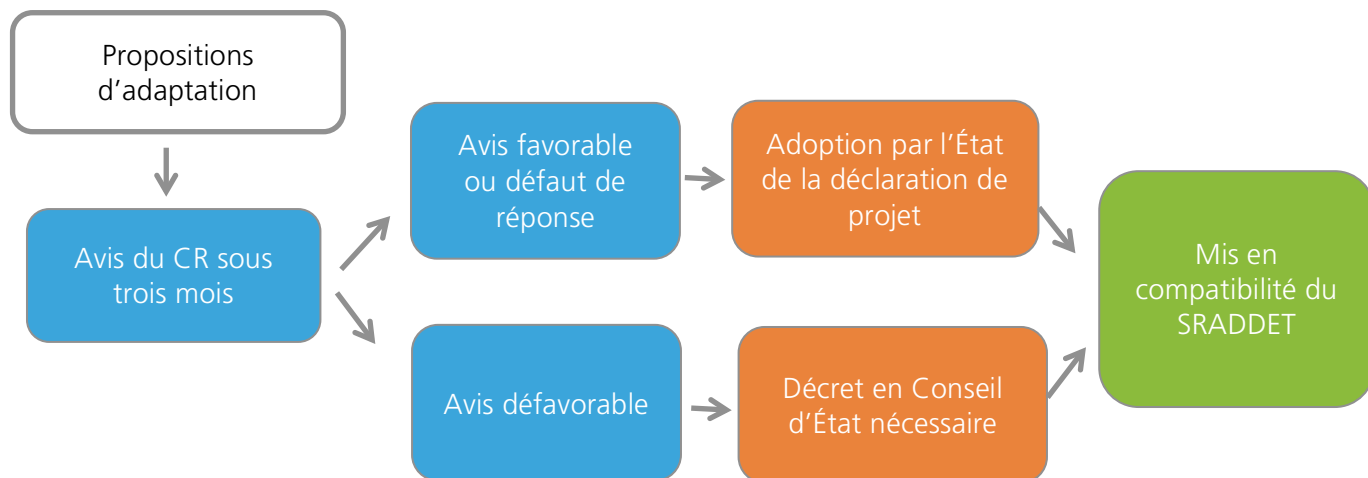 Propositions
d’adaptation
Avis du CR sous
trois mois
Avis favorable
ou défaut de
réponse
Adoption par l’État
de la déclaration de
projet
Avis défavorable
Décret en Conseil
d’État nécessaire
Mis en
compatibilité du
SRADDET